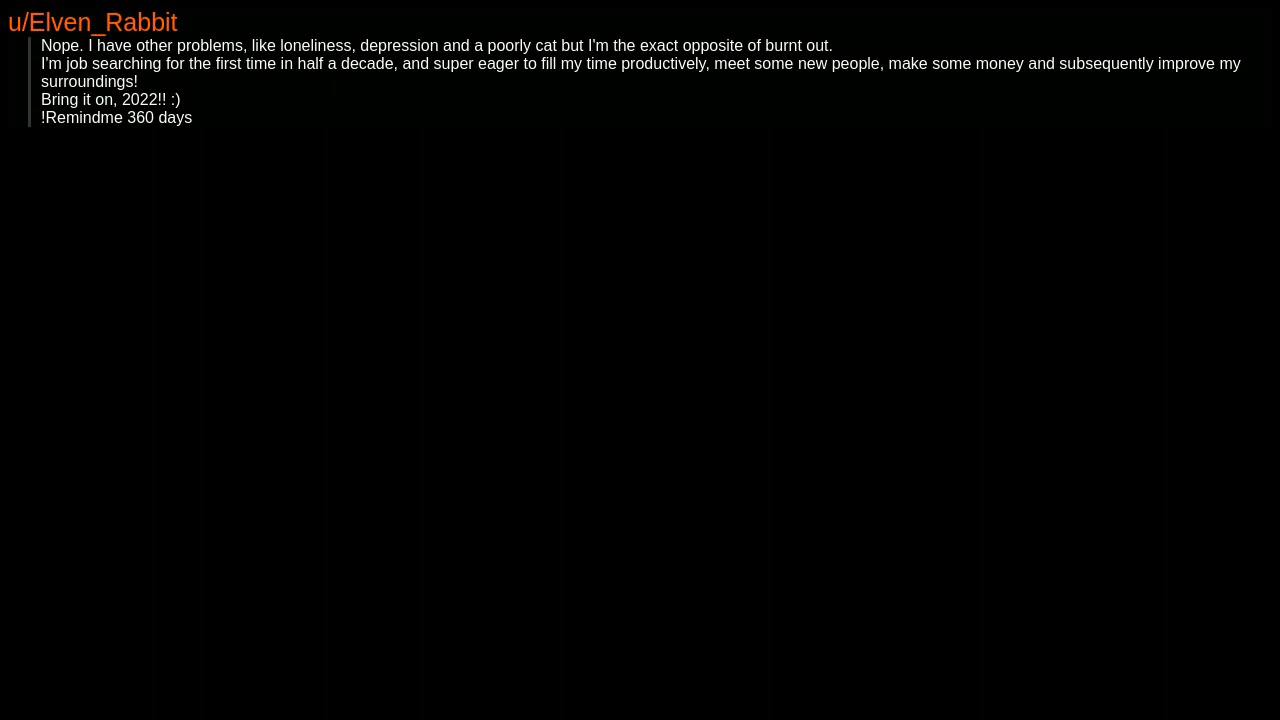 u/Elven_Rabbit
Nope. I have other problems, like loneliness, depression and a poorly cat but I'm the exact opposite of burnt out.
I'm job searching for the first time in half a decade, and super eager to fill my time productively, meet some new people, make some money and subsequently improve my
surroundings!
Bring it on, 2022!! :)
!Remindme 360 days